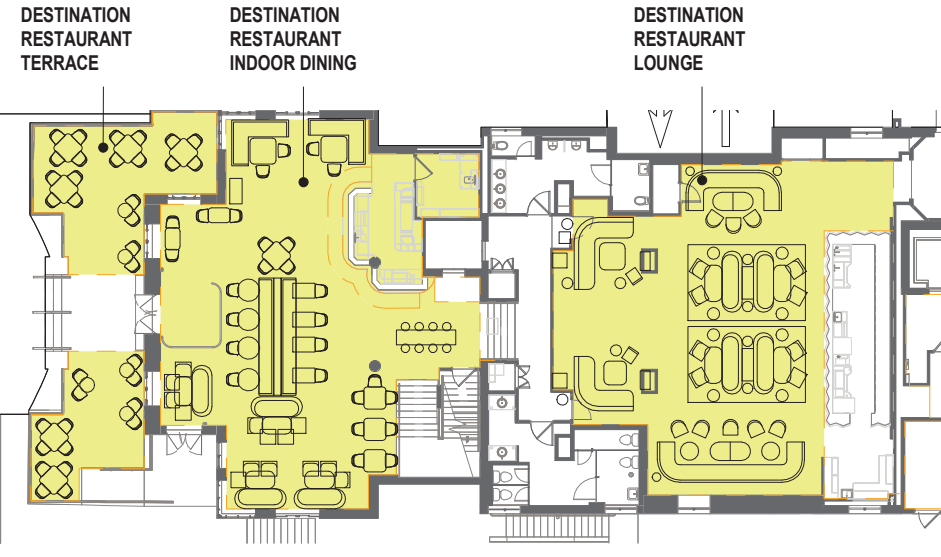 DESTINATION
RESTAURANT
TERRACE
DESTINATION
RESTAURANT
INDOOR DINING
DESTINATION
RESTAURANT
LOUNGE